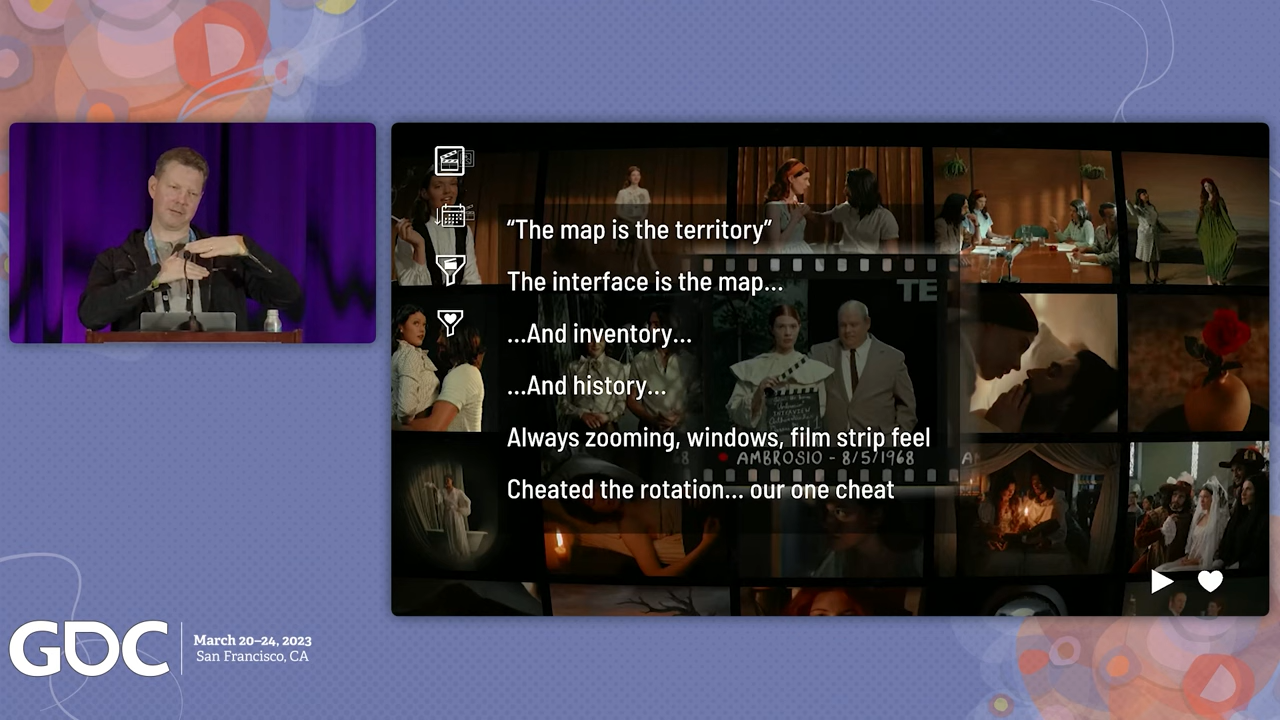 “The map is the territory”
The interface is the map...
...And inventory...
...And history...
Always zooming, windows, film strip feel
Cheated the rotation... our one cheat
TE
INTERVIEW
AMBROSIO - 8/5/1968
GDC
March 20–24, 2023
San Francisco, CA